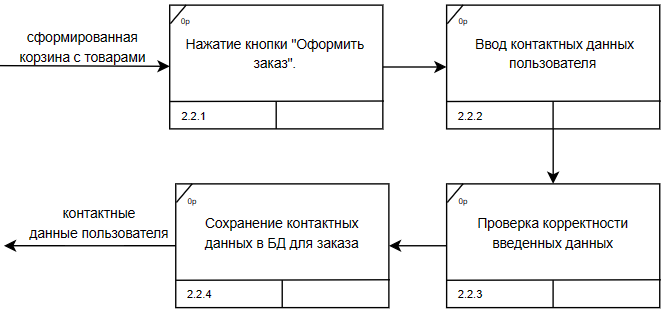 сформированная
корзина с товарами
0р
Нажатие кнопки "Оформить
заказ".
2.2.1
0р
Ввод контактных данных
пользователя
2.2.2
0р
Проверка корректности
введенных данных
2.2.3
0р
Сохранение контактных
данных в БД для заказа
2.2.4
контактные
данные пользователя